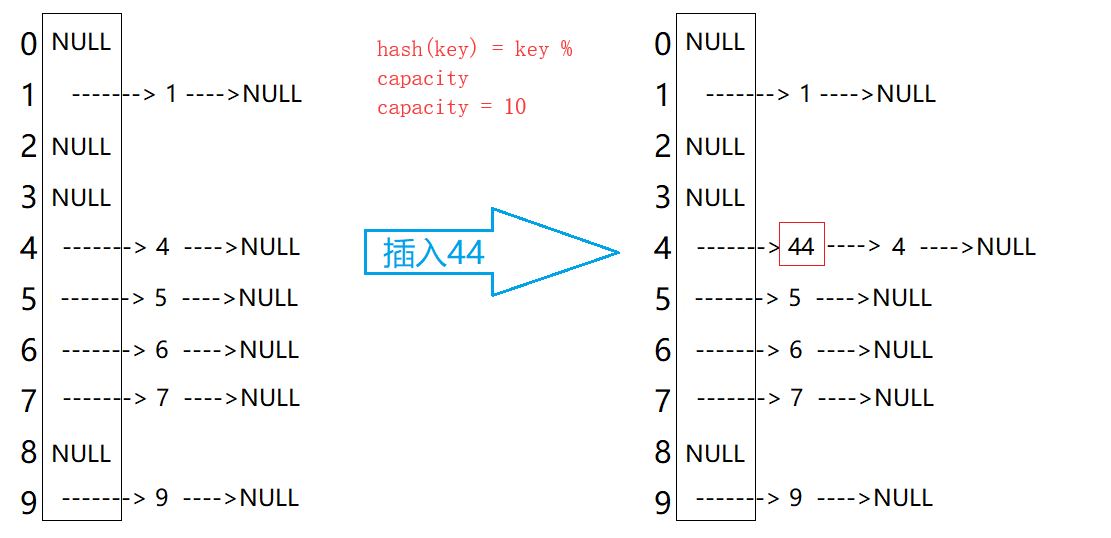 0 NULL
1 -------> 1 ---->NULL
2 NULL
3 NULL
4 -------> 4 ---->NULL
5 -------> 5 ---->NULL
6 -------> 6 ---->NULL
7 -------> 7 ---->NULL
8 NULL
9 -------> 9 ---->NULL
hash(key) = key %
capacity
capacity = 10
插入44
0 NULL
1 -------> 1 ---->NULL
2 NULL
3 NULL
4 -------> 44 ----> 4 ---->NULL
5 -------> 5 ---->NULL
6 -------> 6 ---->NULL
7 -------> 7 ---->NULL
8 NULL
9 -------> 9 ---->NULL